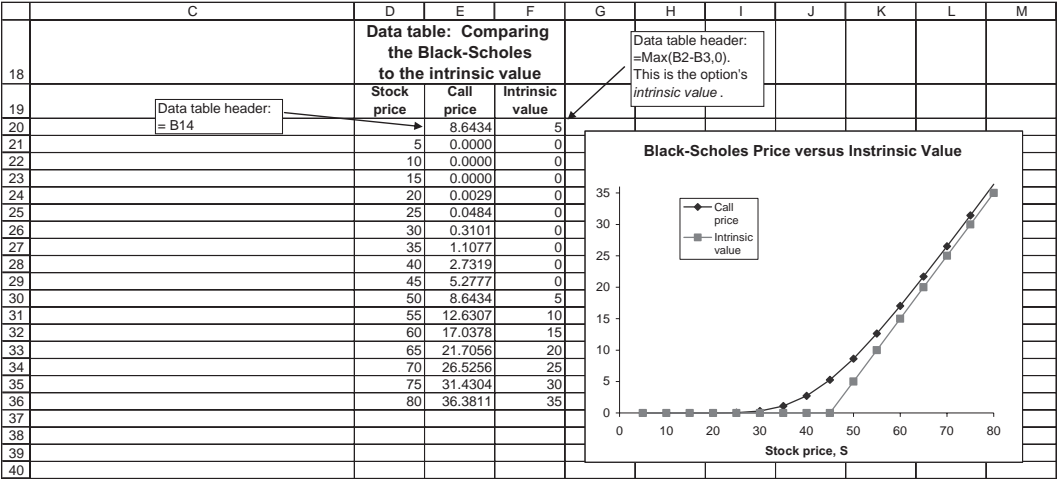 C D E F G H I J K L M
18
Data table: Comparing
the Black-Scholes
to the intrinsic value
Data table header:
=Max(B2-B3,0).
This is the option's
intrinsic value .
19 Stock price Call price Intrinsic value
Data table header:
= B14
20 8.6434 5
21 5 0.0000 0
22 10 0.0000 0
23 15 0.0000 0
24 20 0.0029 0
25 25 0.0484 0
26 30 0.3101 0
27 35 1.1077 0
28 40 2.7319 0
29 45 5.2777 0
30 50 8.6434 5
31 55 12.6307 10
32 60 17.0378 15
33 65 21.7056 20
34 70 26.5256 25
35 75 31.4304 30
36 80 36.3811 35
37
38
39
40
Black-Scholes Price versus Instrinsic Value
35
30
25
20
15
10
5
0
Call
price
Intrinsic
value
0 10 20 30 40 50 60 70 80
Stock price, S